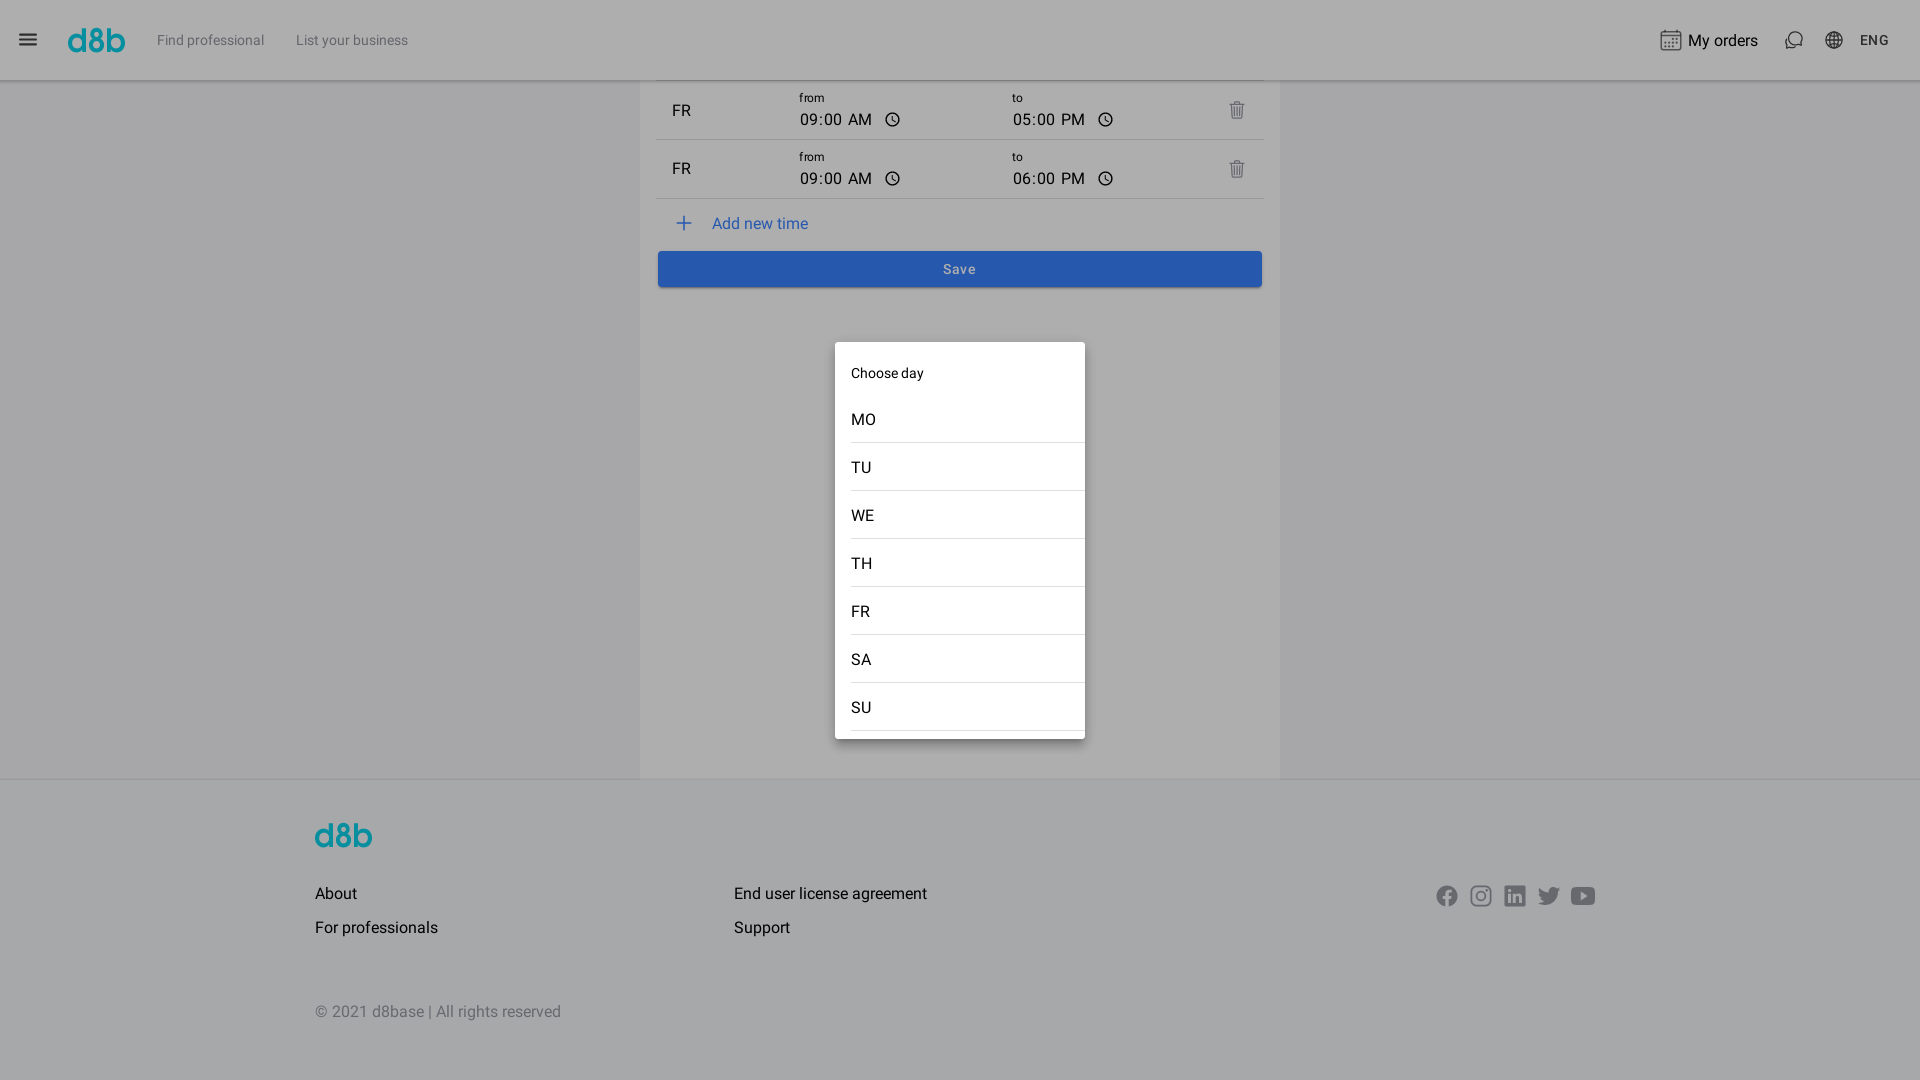 d8b
Find professional
List your business
My orders
ENG
FR
from
09:00 AM
to
05:00 PM
FR
from
09:00 AM
to
06:00 PM
Add new time
Save
Choose day
MO
TU
WE
TH
FR
SA
SU
d8b
About
End user license agreement
For professionals
Support
© 2021 d8base | All rights reserved